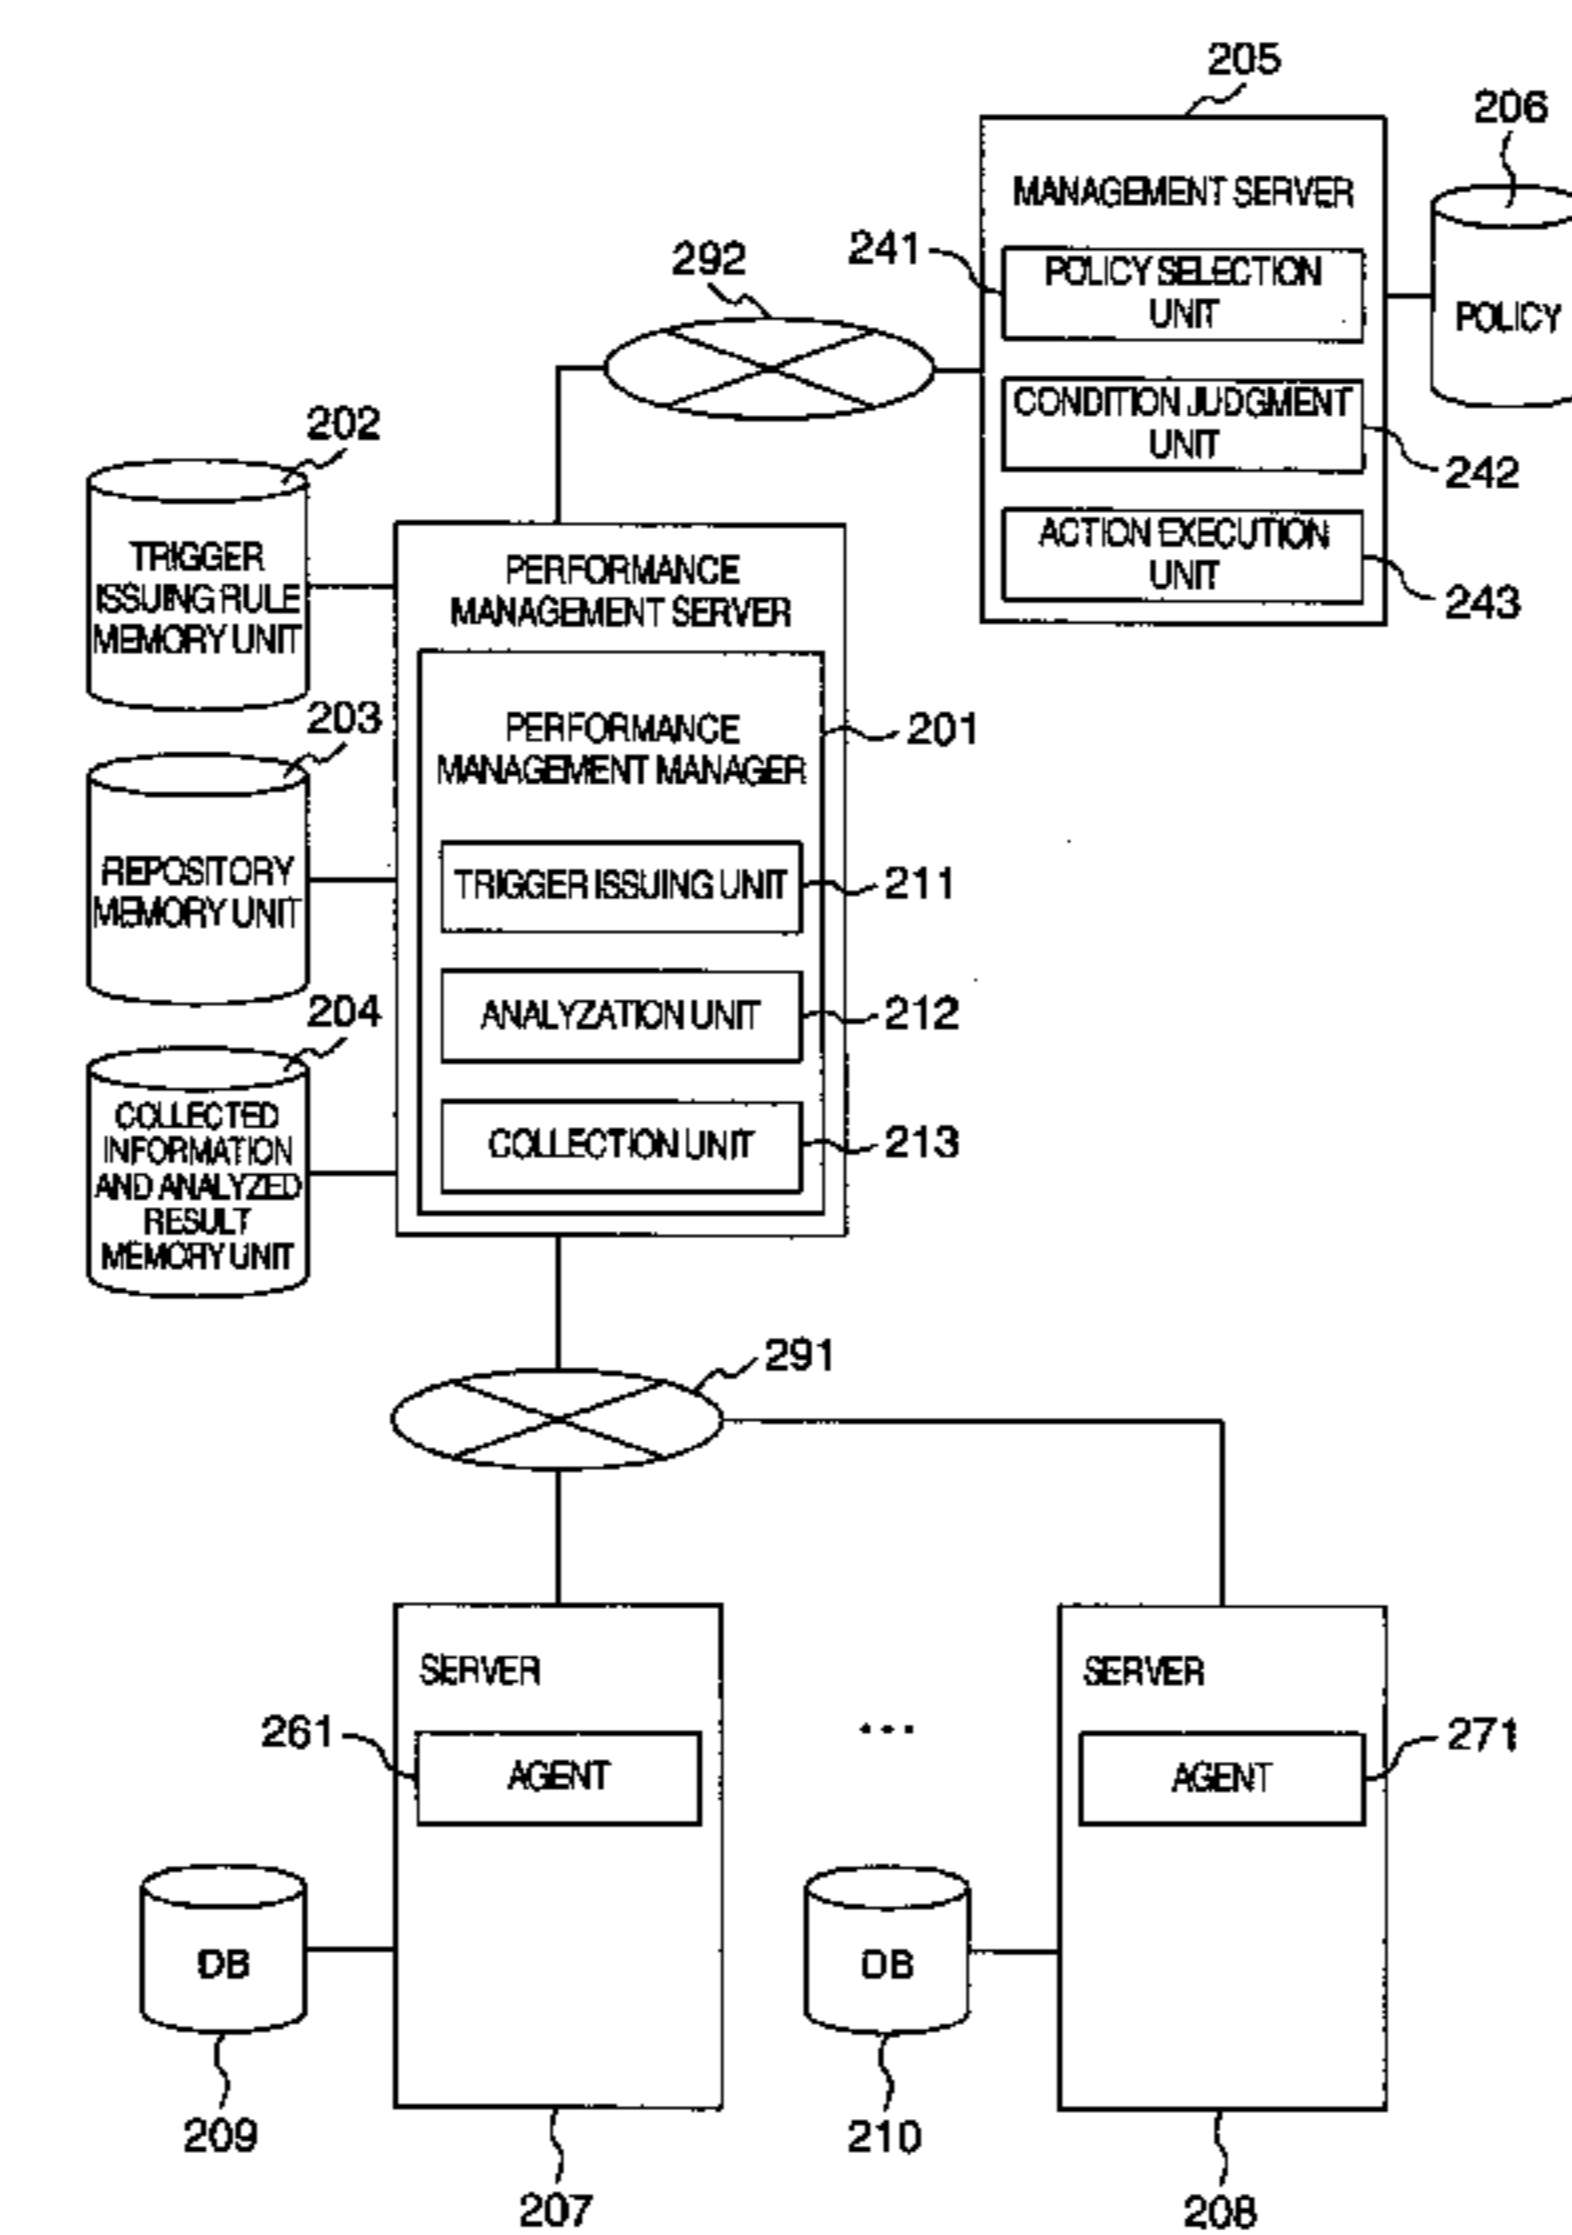 205
206
MANAGEMENT SERVER
241
POLICY SELECTION
UNIT
292
POLICY
CONDITION JUDGMENT
UNIT
242
202
ACTION EXECUTION
UNIT
243
TRIGGER
ISSUING RULE
MEMORY UNIT
PERFORMANCE
MANAGEMENT SERVER
203
PERFORMANCE
MANAGEMENT MANAGER
201
REPOSITORY
MEMORY UNIT
TRIGGER ISSUING UNIT
211
204
ANALYZATION UNIT
212
COLLECTED
INFORMATION
AND ANALYZED
RESULT
MEMORY UNIT
COLLECTION UNIT
213
291
SERVER
SERVER
261
AGENT
...
AGENT
271
DB
DB
209
210
207
208